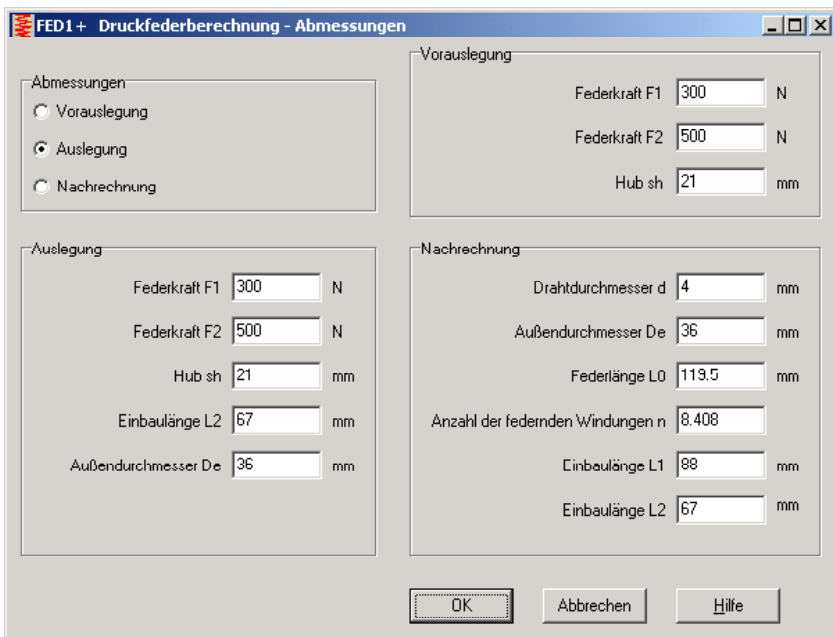 FED1+ Druckfederberechnung - Abmessungen
Abmessungen
Vorauslegung
Auslegung
Nachrechnung
Vorauslegung
Federkraft F1 300 N
Federkraft F2 500 N
Hub sh 21 mm
Auslegung
Federkraft F1 300 N
Federkraft F2 500 N
Hub sh 21 mm
Einbaulänge L2 67 mm
Außendurchmesser De 36 mm
Nachrechnung
Drahtdurchmesser d 4 mm
Außendurchmesser De 36 mm
Federlänge L0 119.5 mm
Anzahl der federnden Windungen n 8.408
Einbaulänge L1 88 mm
Einbaulänge L2 67 mm
OK Abbrechen Hilfe